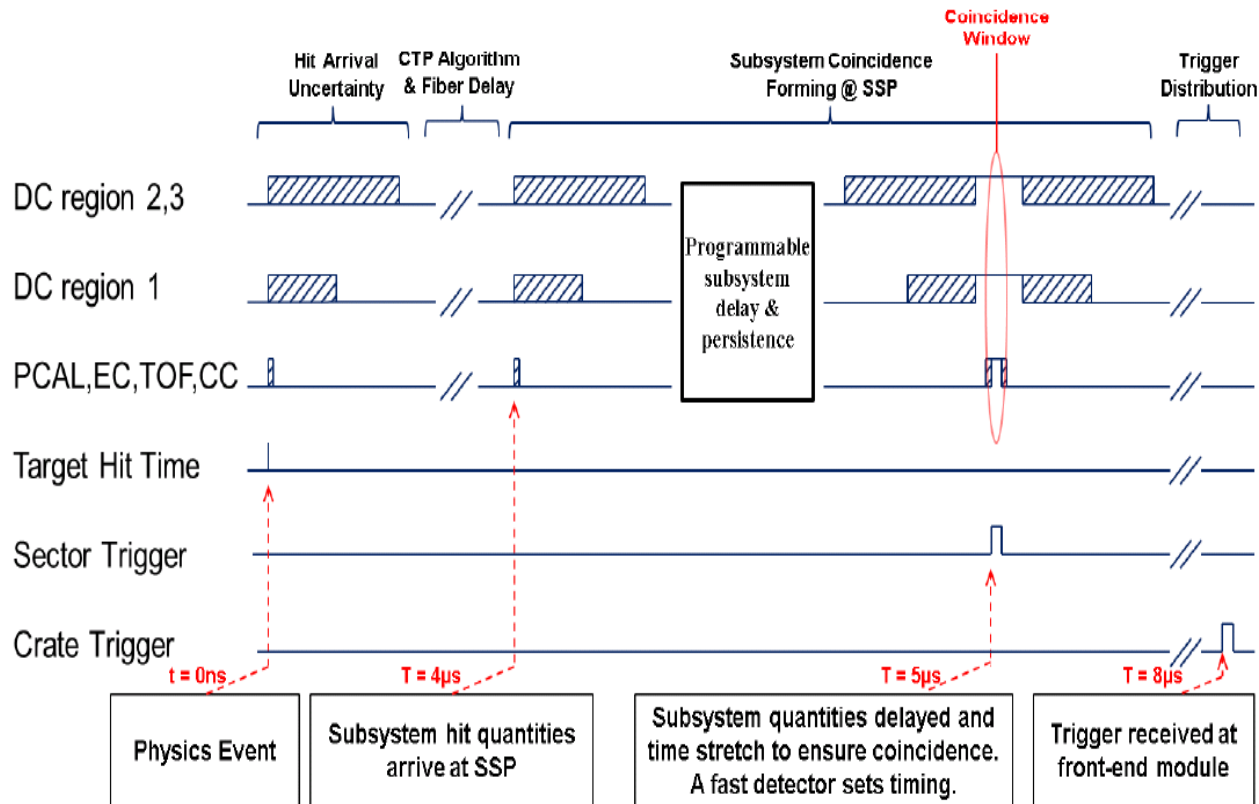 Coincidence
Window
Hit Arrival
Uncertainty
CTP Algorithm
& Fiber Delay
Subsystem Coincidence
Forming @ SSP
Trigger
Distribution
DC region 2,3
DC region 1
PCAL,EC,TOF,CC
Target Hit Time
Sector Trigger
Crate Trigger
Programmable
subsystem
delay &
persistence
t = 0ns
T = 4µs
T = 5µs
T = 8µs
Physics Event
Subsystem hit quantities
arrive at SSP
Subsystem quantities delayed and
time stretch to ensure coincidence.
A fast detector sets timing.
Trigger received at
front-end module